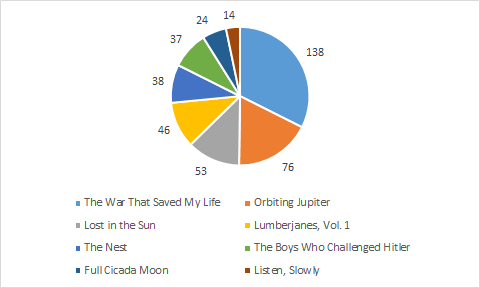 14
24
37
138
38
46
53
76
The War That Saved My Life
Orbiting Jupiter
Lost in the Sun
Lumberjanes, Vol. 1
The Nest
The Boys Who Challenged Hitler
Full Cicada Moon
Listen, Slowly